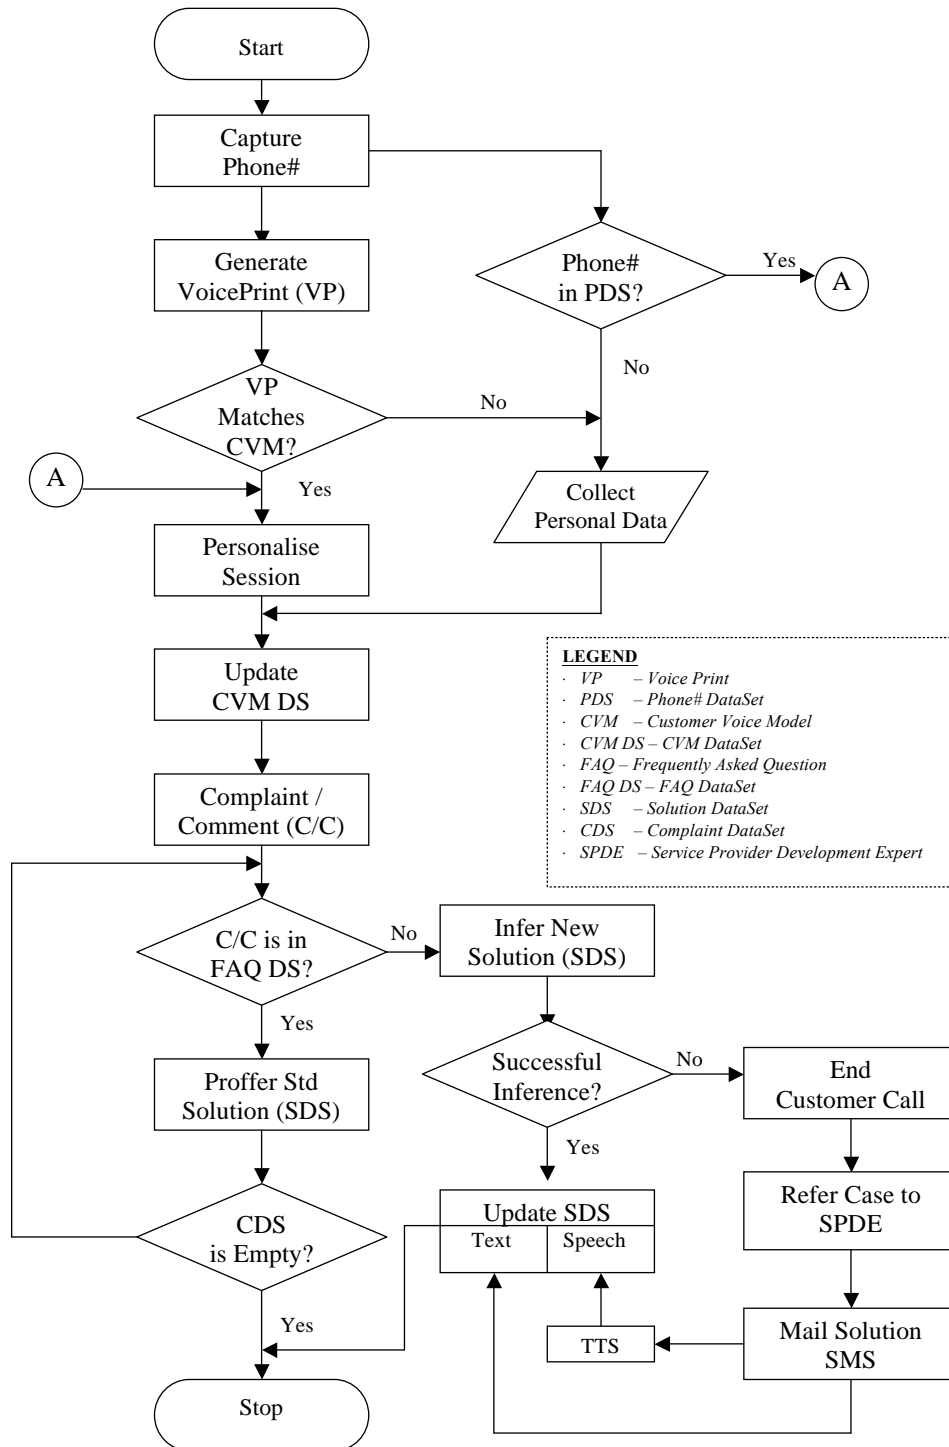 Start
Capture
Phone#
Generate
VoicePrint (VP)
Phone#
in PDS?
Yes
A
No
VP
Matches
CVM?
No
A
Yes
Collect
Personal Data
Personalise
Session
Update
CVM DS
LEGEND
· VP – Voice Print
· PDS – Phone# DataSet
· CVM – Customer Voice Model
· CVM DS – CVM DataSet
· FAQ – Frequently Asked Question
· FAQ DS – FAQ DataSet
· SDS – Solution DataSet
· CDS – Complaint DataSet
· SPDE – Service Provider Development Expert
Complaint /
Comment (C/C)
C/C is in
FAQ DS?
No
Infer New
Solution (SDS)
Yes
Proffer Std
Solution (SDS)
Successful
Inference?
No
End
Customer Call
Yes
Refer Case to
SPDE
CDS
is Empty?
Update SDS
Text
Speech
Yes
TTS
Mail Solution
SMS
Stop